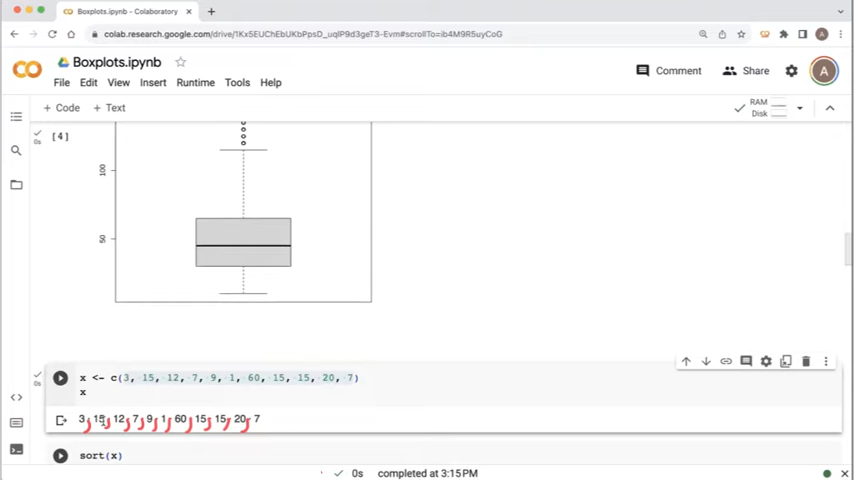 Boxplots.ipynb - Colaboratory
colab.research.google.com/drive/1Kx5EUChEbUKbPpsD_uqlP9d3geT3-Evm#scrollTo=ib4M9R5uyCoG
A
CO Boxplots.ipynb
Comment Share A
File Edit View Insert Runtime Tools Help
+ Code + Text
RAM
Disk
[4]
0s
100
50
x <- c(3, 15, 12, 7, 9, 1, 60, 15, 15, 20, 7)
0s
x
3 · 15 · 12 · 7 · 9 · 1 · 60 · 15 · 15 · 20 · 7
sort(x)
0s completed at 3:15 PM